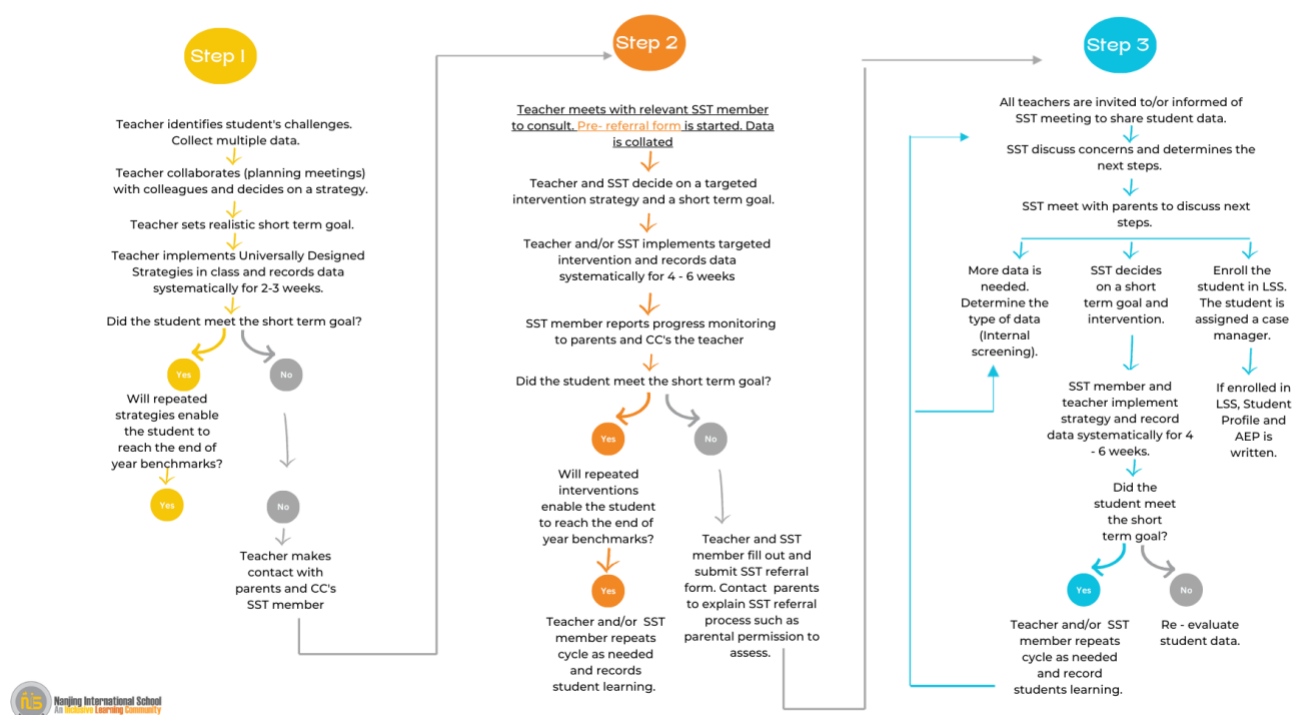 Step 1
Teacher identifies student's challenges.
Collect multiple data.
Teacher collaborates (planning meetings)
with colleagues and decides on a strategy.
Teacher sets realistic short term goal.
Teacher implements Universally Designed
Strategies in class and records data
systematically for 2-3 weeks.
Did the student meet the short term goal?
Yes
No
Will repeated
strategies enable
the student to
reach the end of
year benchmarks?
Yes
No
Teacher makes
contact with
parents and CC's
SST member
Step 2
Teacher meets with relevant SST member
to consult. Pre- referral form is started. Data
is collated
Teacher and SST decide on a targeted
intervention strategy and a short term goal.
Teacher and/or SST implements targeted
intervention and records data
systematically for 4 - 6 weeks
SST member reports progress monitoring
to parents and CC's the teacher
Did the student meet the short term goal?
Yes
No
Will repeated
interventions
enable the student
to reach the end of
year benchmarks?
Yes
Teacher and/or SST
member repeats
cycle as needed
and records
student learning.
Teacher and SST
member fill out and
submit SST referral
form. Contact parents
to explain SST referral
process such as
parental permission to
assess.
Step 3
All teachers are invited to/or informed of
SST meeting to share student data.
SST discuss concerns and determines the
next steps.
SST meet with parents to discuss next
steps.
More data is
needed.
Determine the
type of data
(Internal
screening).
SST decides
on a short
term goal and
intervention.
SST member and
teacher implement
strategy and record
data systematically for 4
- 6 weeks.
Did the
student meet
the short
term goal?
Yes
No
Teacher and/or SST
member repeats
cycle as needed
and record
students learning.
Re - evaluate
student data.
Enroll the
student in LSS.
The student is
assigned a case
manager.
If enrolled in
LSS, Student
Profile and
AEP is
written.
NIS
Nanjing International School
An Inclusive Learning Community